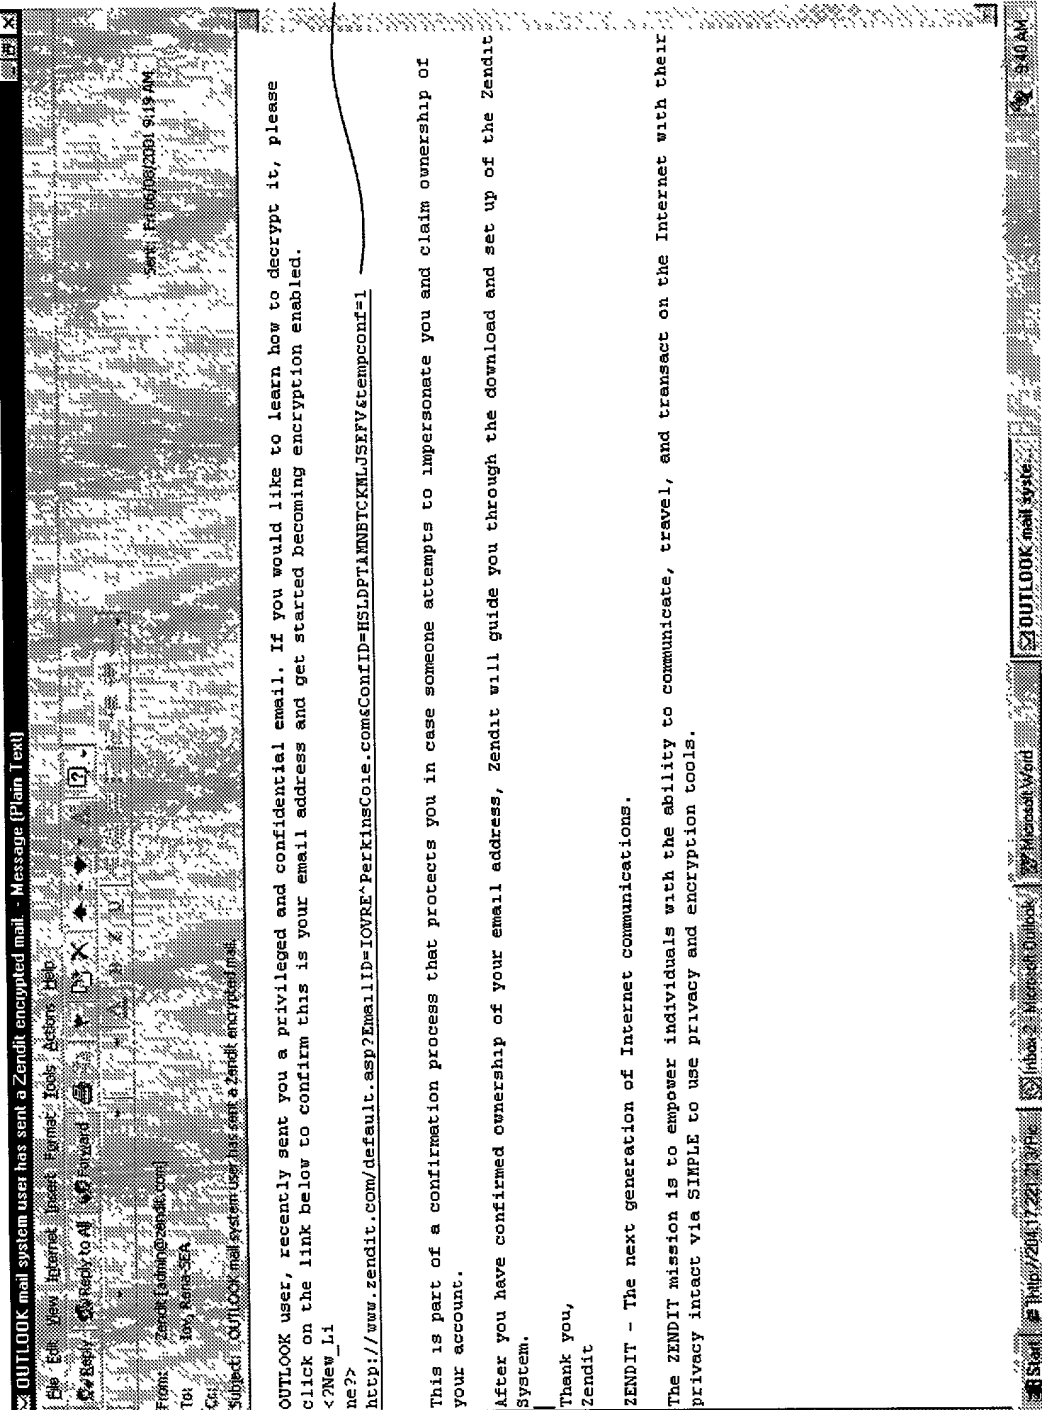 OUTLOOK mail system user has sent a Zendit encrypted mail. - Message (Plain Text)
File Edit View Internet Insert Format Tools Actions Help
Reply Reply to All Forward
From: Zendit [admin@zendit.com]
Sent: Fri 06/08/2001 9:19 AM
To: Iov, Rena-SEA
Cc:
Subject: OUTLOOK mail system user has sent a Zendit encrypted mail.
OUTLOOK user, recently sent you a privileged and confidential email. If you would like to learn how to decrypt it, please
click on the link below to confirm this is your email address and get started becoming encryption enabled.
<?New_Li
ne?>
http://www.zendit.com/default.asp?EmailID=IOVRE^PerkinsCoie.com&ConfID=HSLDPTAMNBTCKMLJSEFV&tempconf=1
This is part of a confirmation process that protects you in case someone attempts to impersonate you and claim ownership of
your account.
After you have confirmed ownership of your email address, Zendit will guide you through the download and set up of the Zendit
System.
Thank you,
Zendit
ZENDIT - The next generation of Internet communications.
The ZENDIT mission is to empower individuals with the ability to communicate, travel, and transact on the Internet with their
privacy intact via SIMPLE to use privacy and encryption tools.
Start http://204.17.221.213/Pic... Inbox-2 - Microsoft Outlook Microsoft Word OUTLOOK mail syste... 9:40 AM